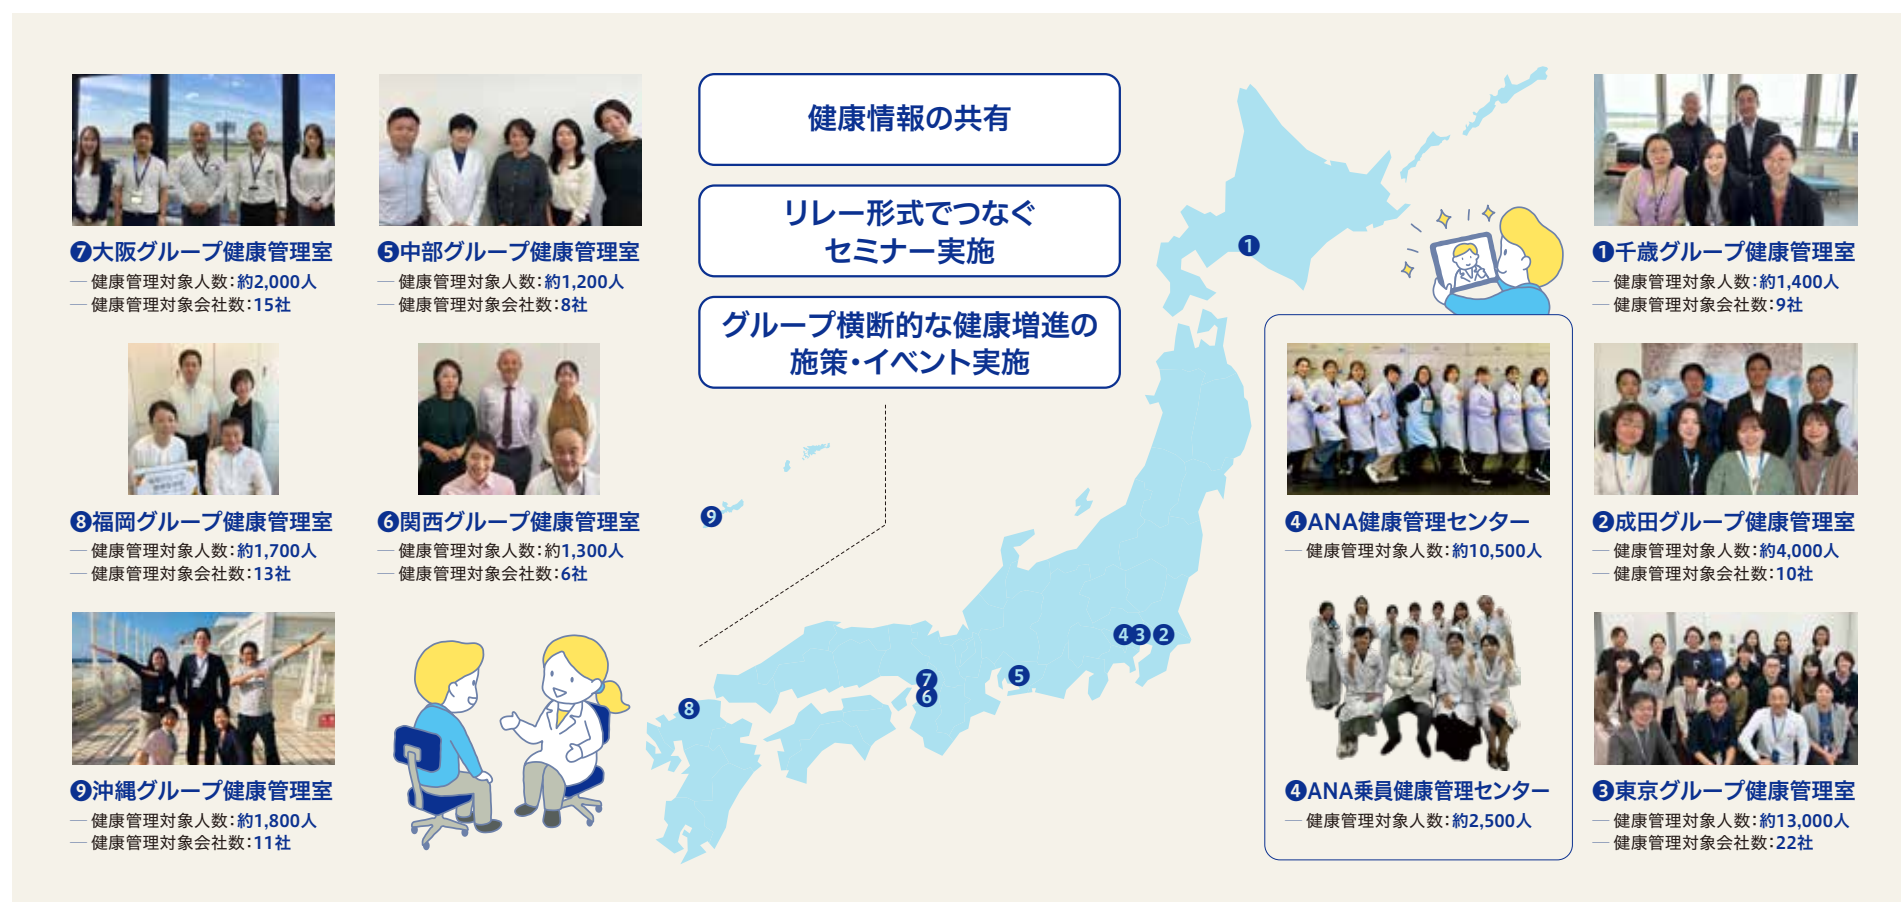 健康情報の共有
リレー形式でつなぐ
セミナー実施
グループ横断的な健康増進の
施策・イベント実施
❼大阪グループ健康管理室
― 健康管理対象人数：約2,000人
― 健康管理対象会社数：15社
❺中部グループ健康管理室
― 健康管理対象人数：約1,200人
― 健康管理対象会社数：8社
❽福岡グループ健康管理室
― 健康管理対象人数：約1,700人
― 健康管理対象会社数：13社
❻関西グループ健康管理室
― 健康管理対象人数：約1,300人
― 健康管理対象会社数：6社
❾沖縄グループ健康管理室
― 健康管理対象人数：約1,800人
― 健康管理対象会社数：11社
❶
❾
❹❸❷
❺
❼
❻
❽
❹ANA健康管理センター
― 健康管理対象人数：約10,500人
❹ANA乗員健康管理センター
― 健康管理対象人数：約2,500人
❶千歳グループ健康管理室
― 健康管理対象人数：約1,400人
― 健康管理対象会社数：9社
❷成田グループ健康管理室
― 健康管理対象人数：約4,000人
― 健康管理対象会社数：10社
❸東京グループ健康管理室
― 健康管理対象人数：約13,000人
― 健康管理対象会社数：22社